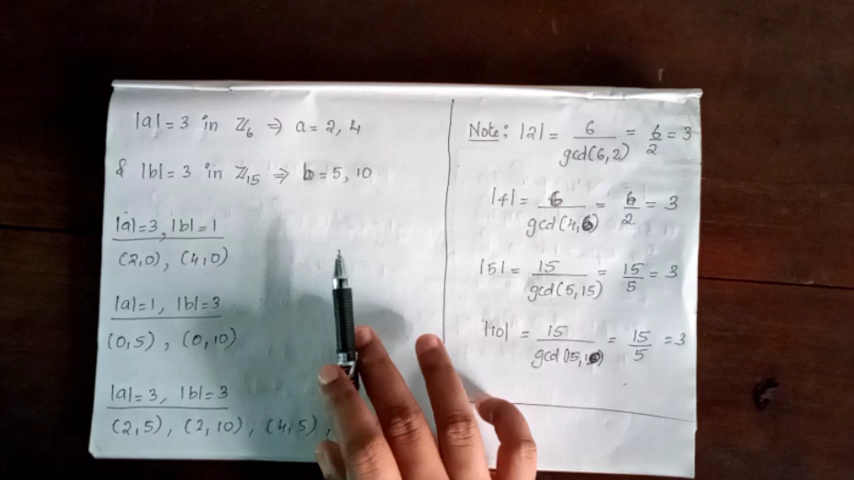 |a|=3 in ℤ₆ ⇒ a=2, 4
& |b|=3 in ℤ₁₅ ⇒ b=5, 10
|a|=3, |b|=1
(2,0), (4,0)
|a|=1, |b|=3
(0,5), (0,10)
|a|=3, |b|=3
(2,5), (2,10), (4,5),
Note: |2| = 6/gcd(6,2) = 6/2 = 3
|4| = 6/gcd(4,6) = 6/2 = 3
|5| = 15/gcd(5,15) = 15/5 = 3
|10| = 15/gcd(15,10) = 15/5 = 3